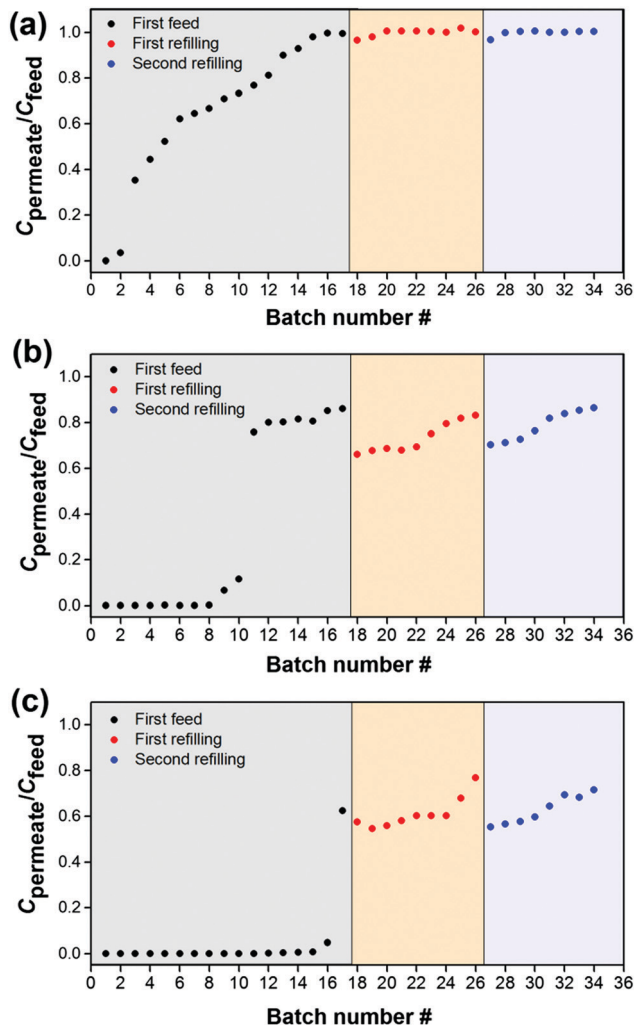 (a)
First feed
First refilling
Second refilling
1.0
0.8
0.6
0.4
0.2
0.0
Cpermeate/Cfeed
0 2 4 6 8 10 12 14 16 18 20 22 24 26 28 30 32 34 36
Batch number #
(b)
First feed
First refilling
Second refilling
1.0
0.8
0.6
0.4
0.2
0.0
Cpermeate/Cfeed
0 2 4 6 8 10 12 14 16 18 20 22 24 26 28 30 32 34 36
Batch number #
(c)
First feed
First refilling
Second refilling
1.0
0.8
0.6
0.4
0.2
0.0
Cpermeate/Cfeed
0 2 4 6 8 10 12 14 16 18 20 22 24 26 28 30 32 34 36
Batch number #